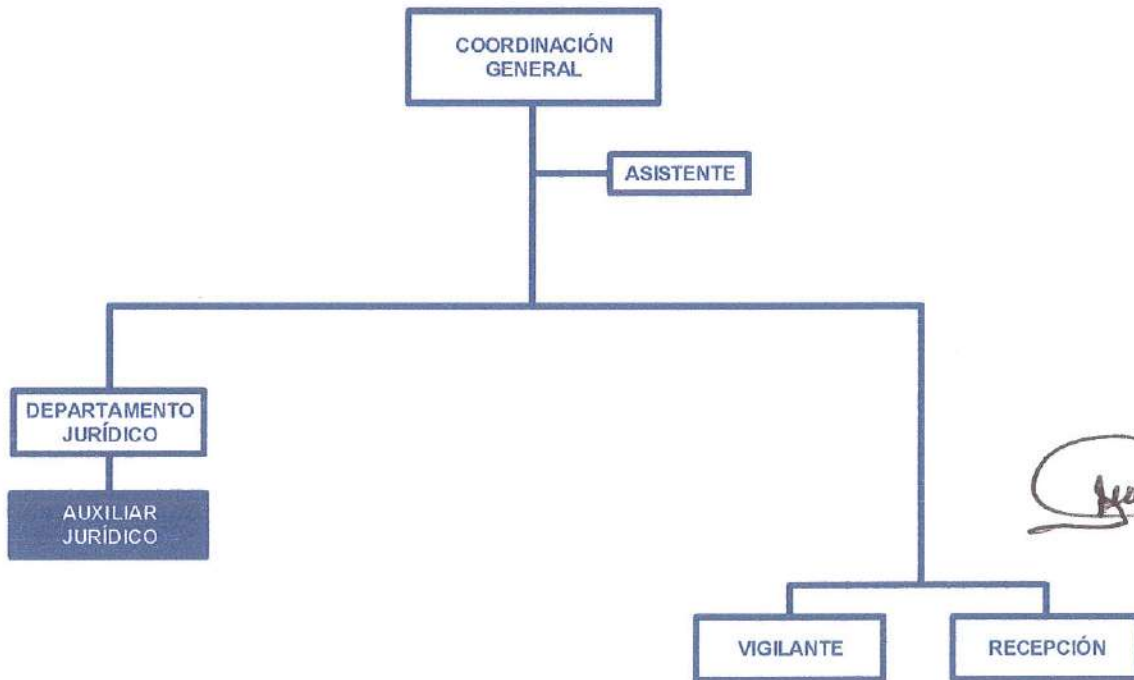 COORDINACIÓN
GENERAL
ASISTENTE
DEPARTAMENTO
JURÍDICO
AUXILIAR
JURÍDICO
VIGILANTE
RECEPCIÓN